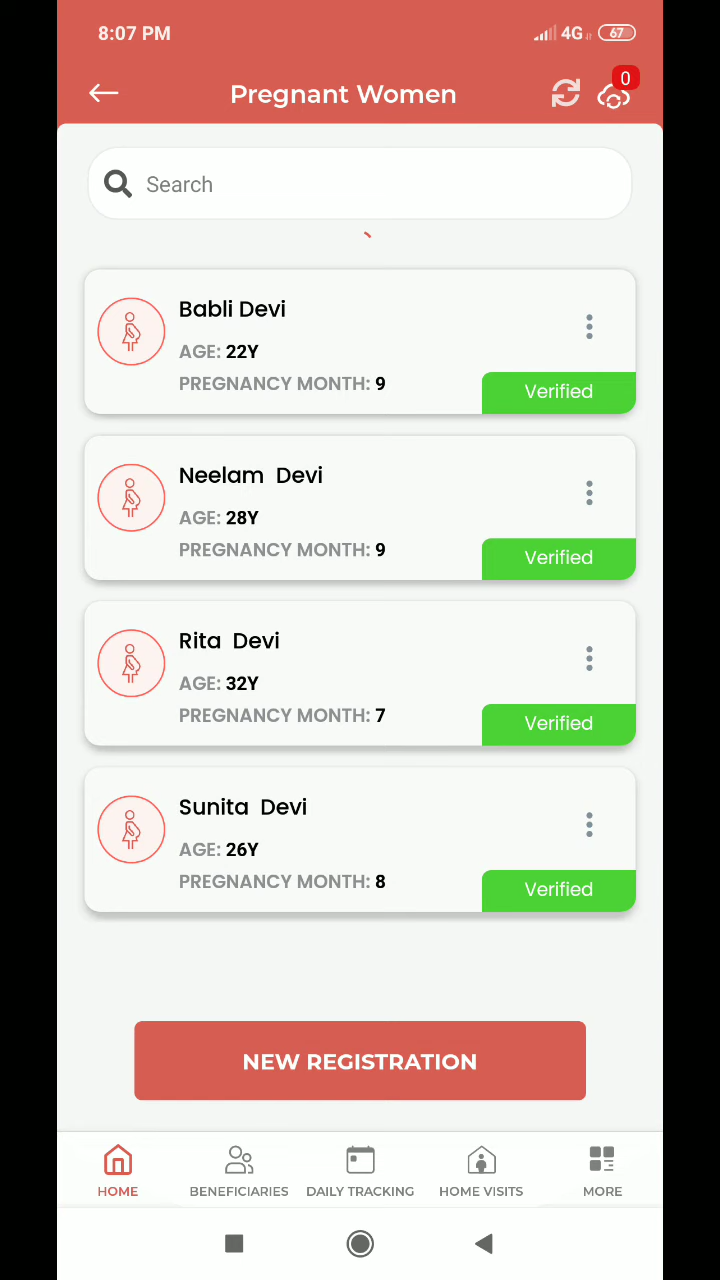 8:07 PM
4G 67
Pregnant Women
0
Search
Babli Devi
AGE: 22Y
PREGNANCY MONTH: 9
Verified
Neelam Devi
AGE: 28Y
PREGNANCY MONTH: 9
Verified
Rita Devi
AGE: 32Y
PREGNANCY MONTH: 7
Verified
Sunita Devi
AGE: 26Y
PREGNANCY MONTH: 8
Verified
NEW REGISTRATION
HOME BENEFICIARIES DAILY TRACKING HOME VISITS MORE